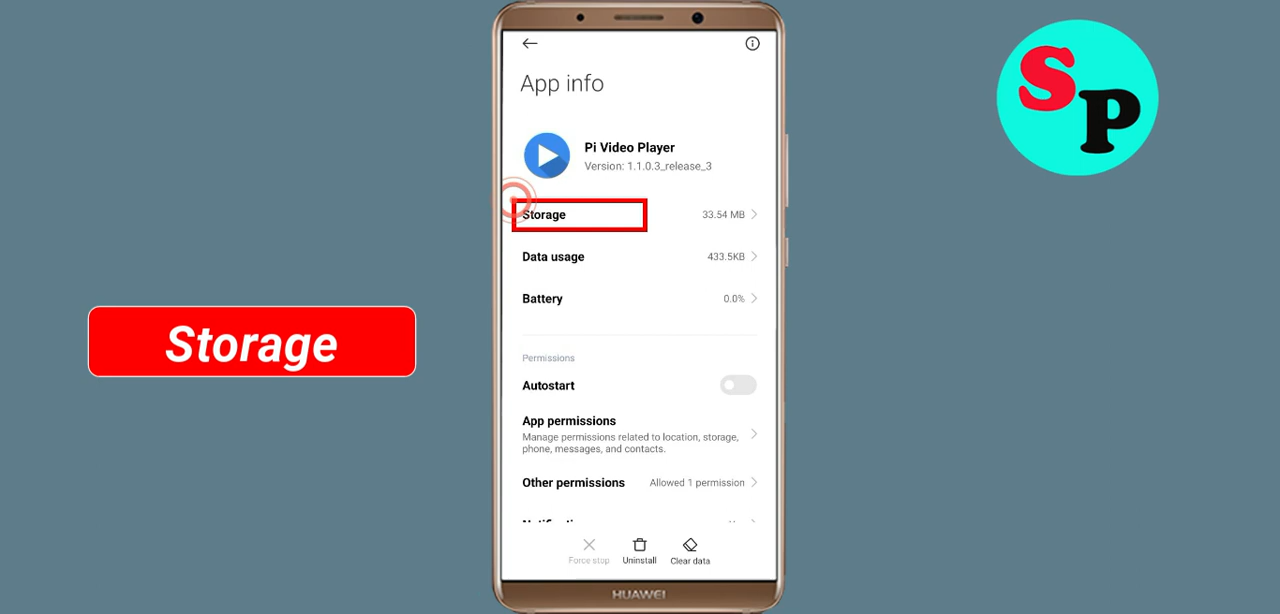 App info
Pi Video Player
Version: 1.1.0.3_release_3
Storage 33.54 MB
Data usage 433.5KB
Battery 0.0%
Permissions
Autostart
App permissions
Manage permissions related to location, storage,
phone, messages, and contacts.
Other permissions Allowed 1 permission
Force stop Uninstall Clear data
HUAWEI
Storage
SP